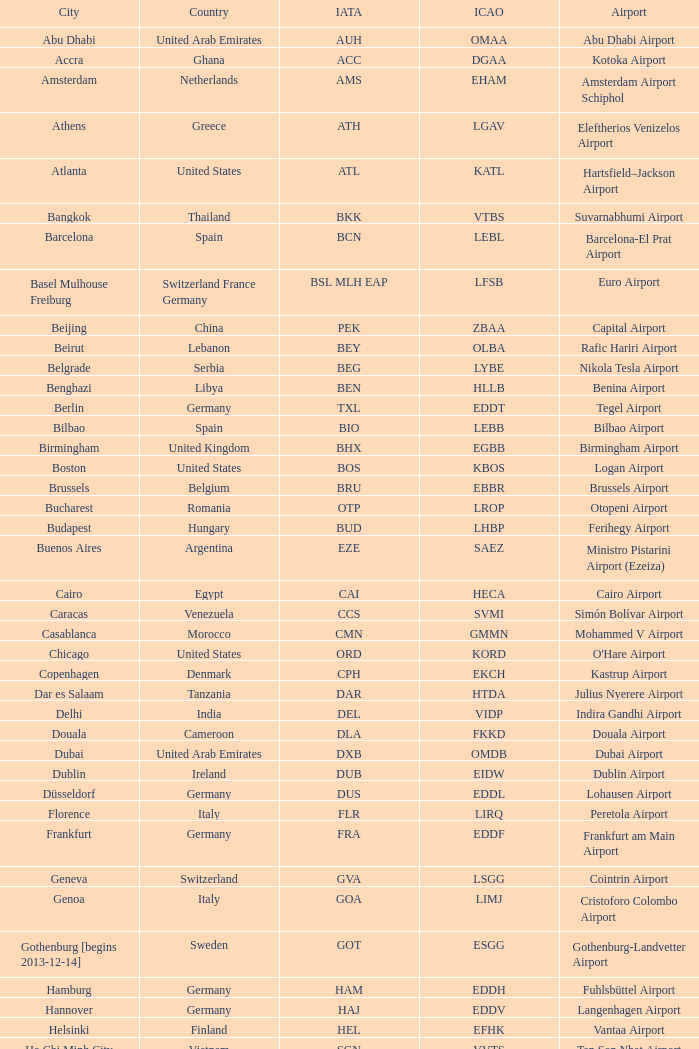 City Country IATA ICAO Airport
Abu Dhabi United Arab Emirates AUH OMAA Abu Dhabi Airport
Accra Ghana ACC DGAA Kotoka Airport
Amsterdam Netherlands AMS EHAM Amsterdam Airport Schiphol
Athens Greece ATH LGAV Eleftherios Venizelos Airport
Atlanta United States ATL KATL Hartsfield–Jackson Airport
Bangkok Thailand BKK VTBS Suvarnabhumi Airport
Barcelona Spain BCN LEBL Barcelona-El Prat Airport
Basel Mulhouse Freiburg Switzerland France Germany BSL MLH EAP LFSB Euro Airport
Beijing China PEK ZBAA Capital Airport
Beirut Lebanon BEY OLBA Rafic Hariri Airport
Belgrade Serbia BEG LYBE Nikola Tesla Airport
Benghazi Libya BEN HLLB Benina Airport
Berlin Germany TXL EDDT Tegel Airport
Bilbao Spain BIO LEBB Bilbao Airport
Birmingham United Kingdom BHX EGBB Birmingham Airport
Boston United States BOS KBOS Logan Airport
Brussels Belgium BRU EBBR Brussels Airport
Bucharest Romania OTP LROP Otopeni Airport
Budapest Hungary BUD LHBP Ferihegy Airport
Buenos Aires Argentina EZE SAEZ Ministro Pistarini Airport (Ezeiza)
Cairo Egypt CAI HECA Cairo Airport
Caracas Venezuela CCS SVMI Simón Bolívar Airport
Casablanca Morocco CMN GMMN Mohammed V Airport
Chicago United States ORD KORD O'Hare Airport
Copenhagen Denmark CPH EKCH Kastrup Airport
Dar es Salaam Tanzania DAR HTDA Julius Nyerere Airport
Delhi India DEL VIDP Indira Gandhi Airport
Douala Cameroon DLA FKKD Douala Airport
Dubai United Arab Emirates DXB OMDB Dubai Airport
Dublin Ireland DUB EIDW Dublin Airport
Düsseldorf Germany DUS EDDL Lohausen Airport
Florence Italy FLR LIRQ Peretola Airport
Frankfurt Germany FRA EDDF Frankfurt am Main Airport
Geneva Switzerland GVA LSGG Cointrin Airport
Genoa Italy GOA LIMJ Cristoforo Colombo Airport
Gothenburg [begins 2013-12-14] Sweden GOT ESGG Gothenburg-Landvetter Airport
Hamburg Germany HAM EDDH Fuhlsbüttel Airport
Hannover Germany HAJ EDDV Langenhagen Airport
Helsinki Finland HEL EFHK Vantaa Airport
Ho Chi Minh City Vietnam SGN VVTS Tan Son Nhat Airport